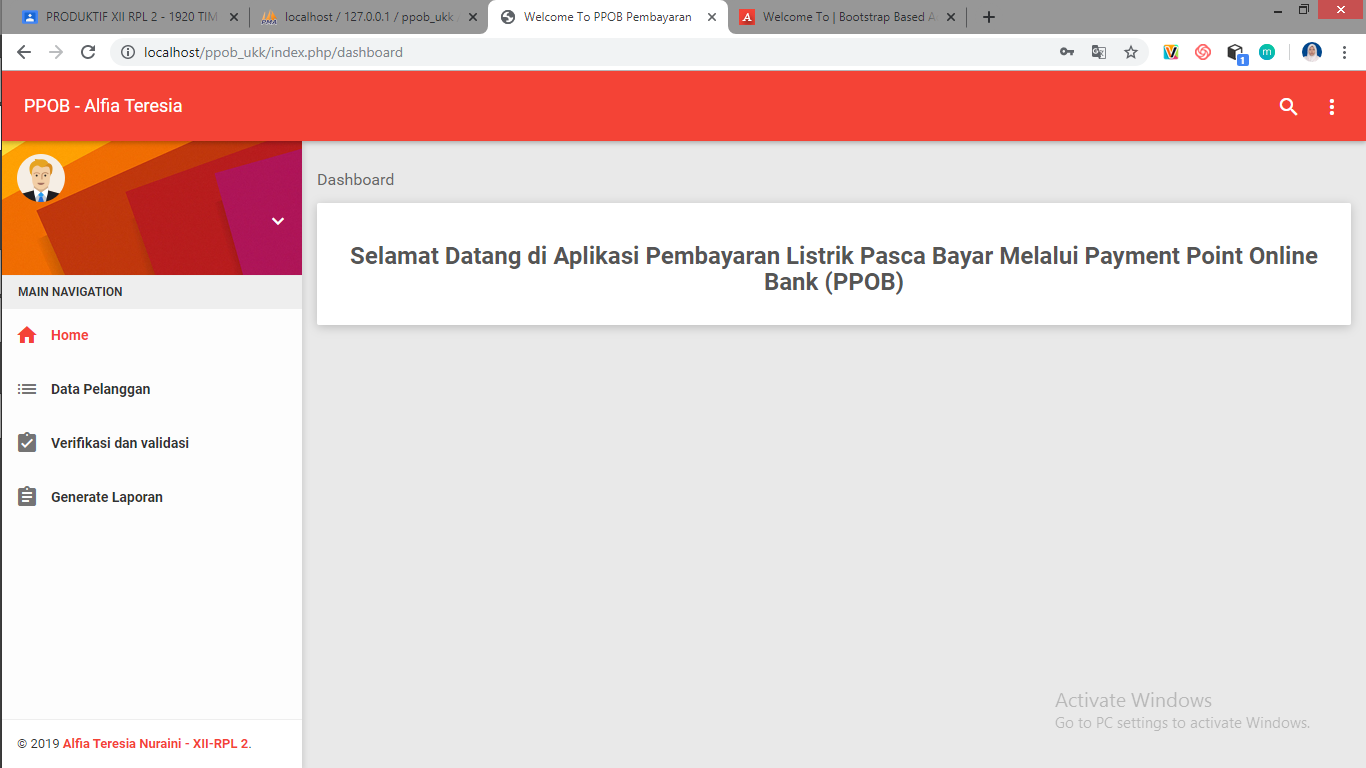 PRODUKTIF XII RPL 2 - 1920 TIM
localhost / 127.0.0.1 / ppob_ukk
Welcome To PPOB Pembayaran
Welcome To | Bootstrap Based A
localhost/ppob_ukk/index.php/dashboard
1
m
PPOB - Alfia Teresia
Dashboard
Selamat Datang di Aplikasi Pembayaran Listrik Pasca Bayar Melalui Payment Point Online
Bank (PPOB)
MAIN NAVIGATION
Home
Data Pelanggan
Verifikasi dan validasi
Generate Laporan
Activate Windows
Go to PC settings to activate Windows.
© 2019 Alfia Teresia Nuraini - XII-RPL 2.